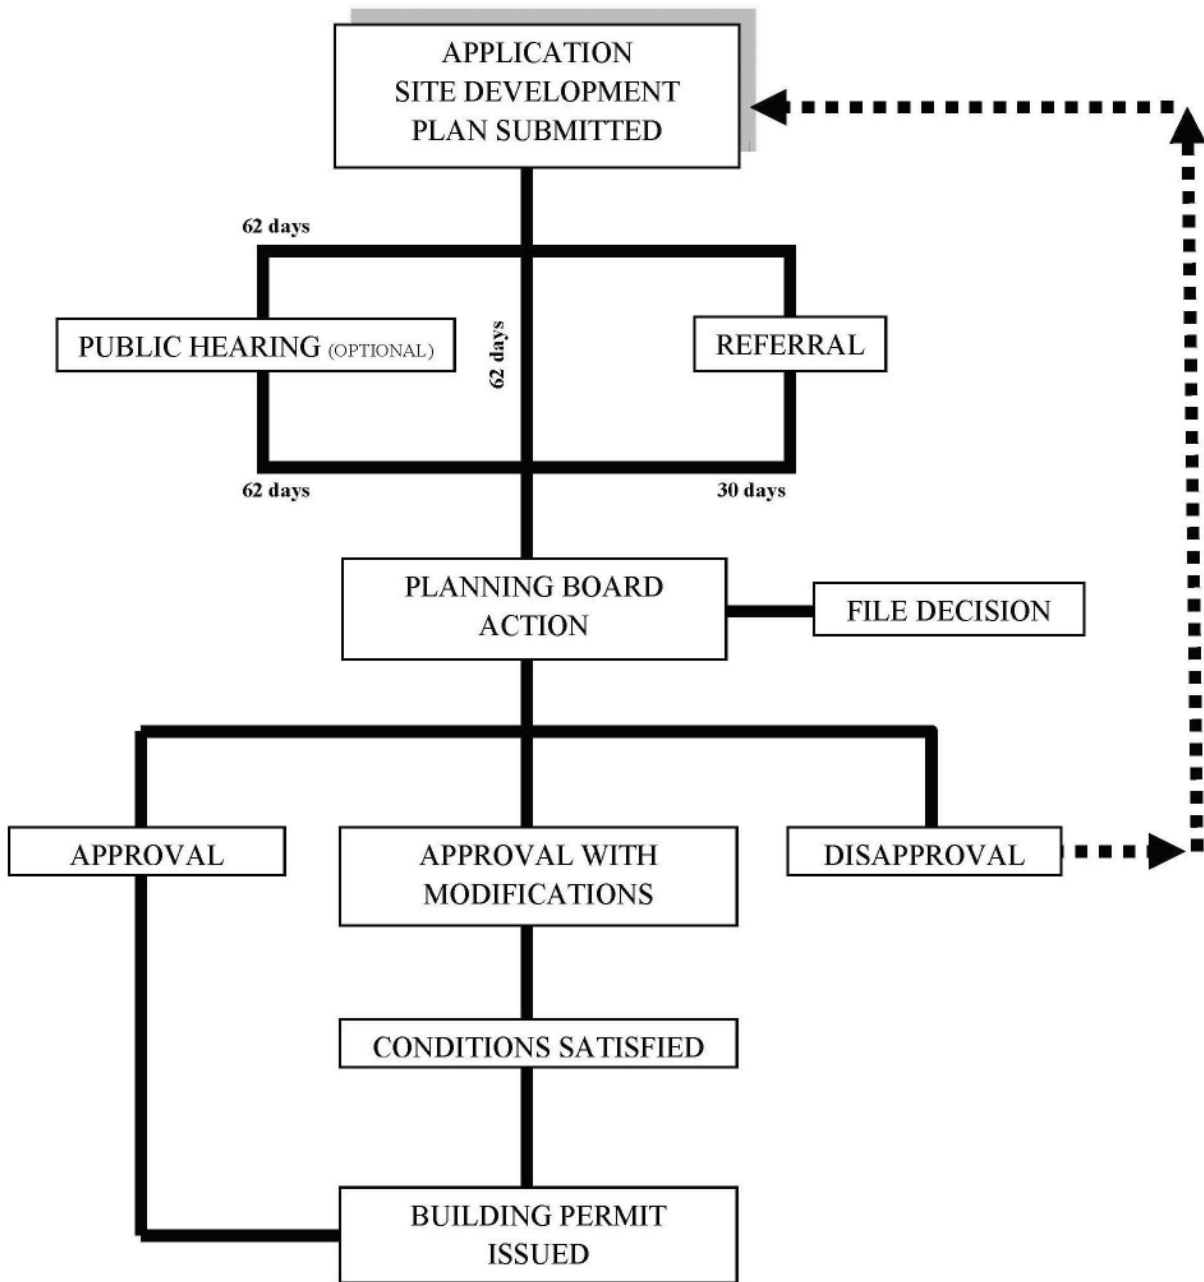 APPLICATION
SITE DEVELOPMENT
PLAN SUBMITTED
62 days
PUBLIC HEARING (OPTIONAL)
62 days
REFERRAL
62 days
30 days
PLANNING BOARD
ACTION
FILE DECISION
APPROVAL
APPROVAL WITH
MODIFICATIONS
DISAPPROVAL
CONDITIONS SATISFIED
BUILDING PERMIT
ISSUED